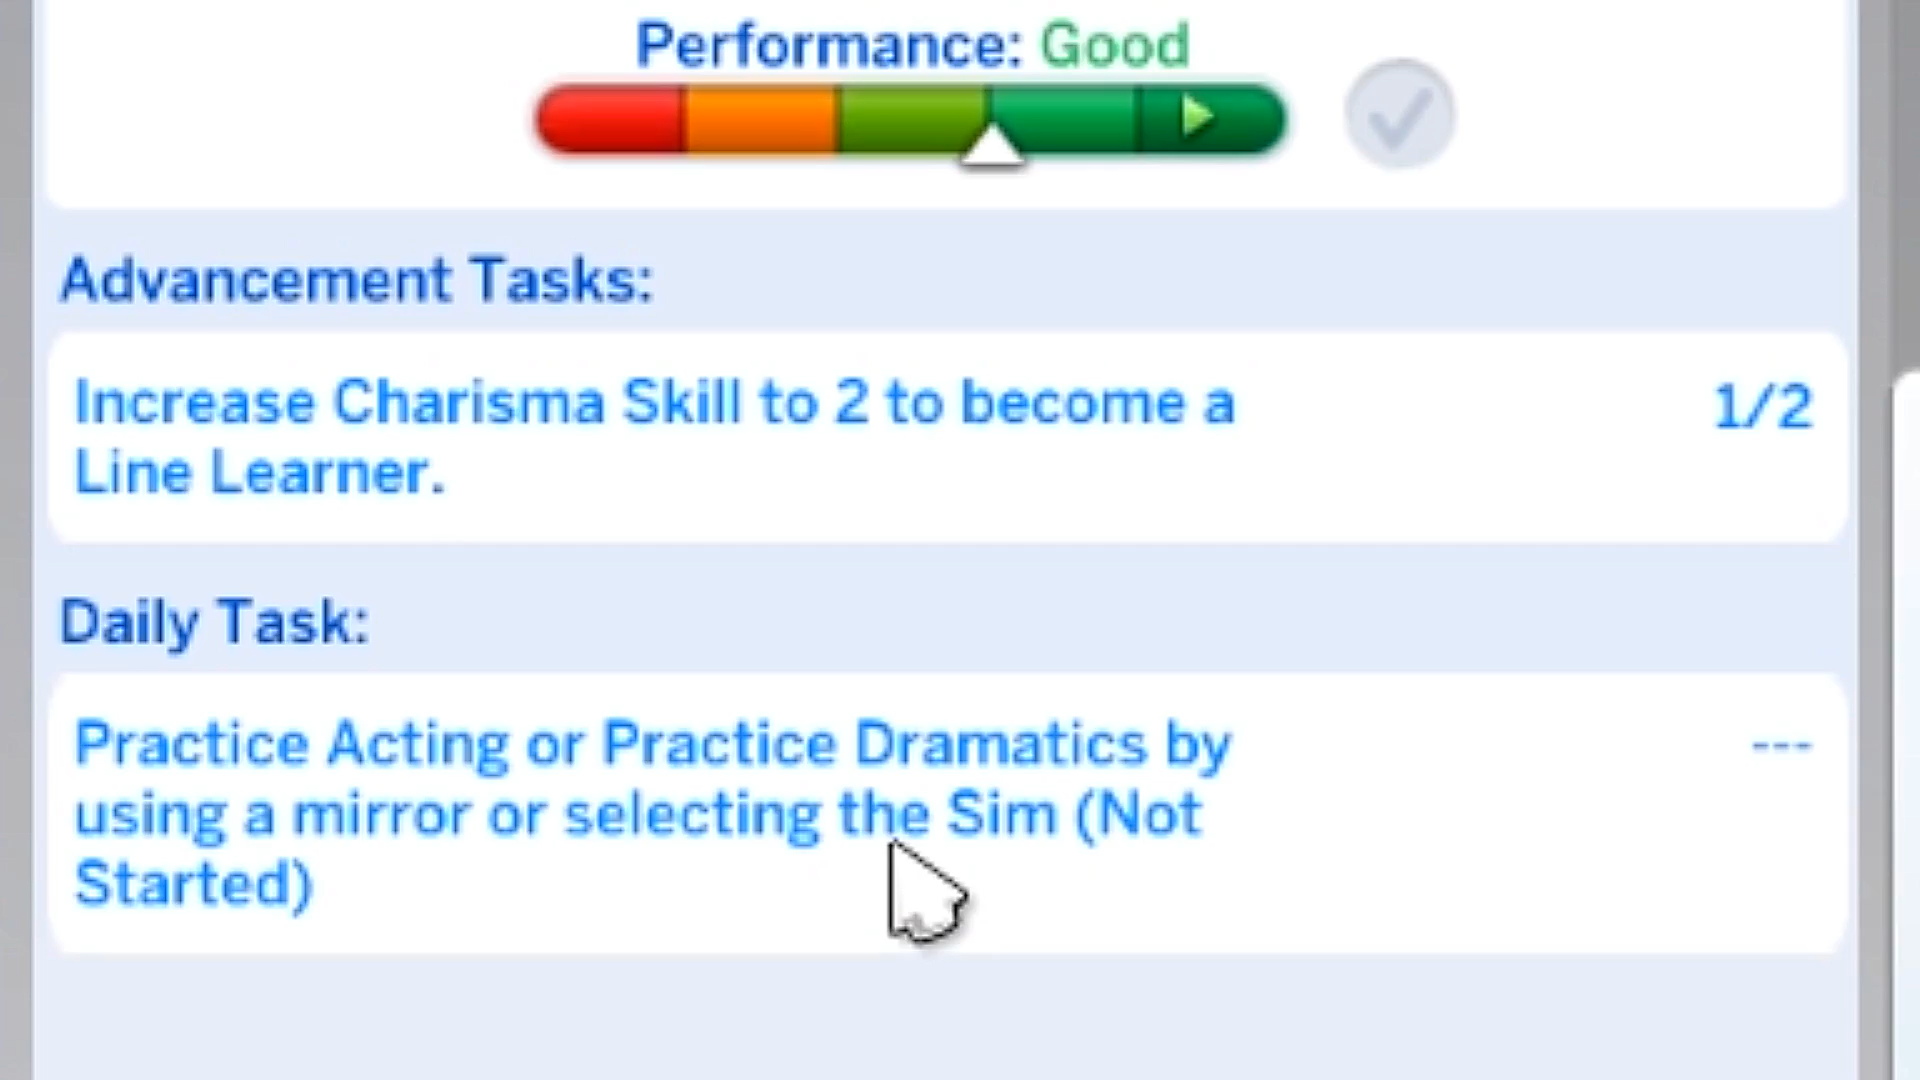 Performance: Good
Advancement Tasks:
Increase Charisma Skill to 2 to become a 1/2
Line Learner.
Daily Task:
Practice Acting or Practice Dramatics by ---
using a mirror or selecting the Sim (Not
Started)